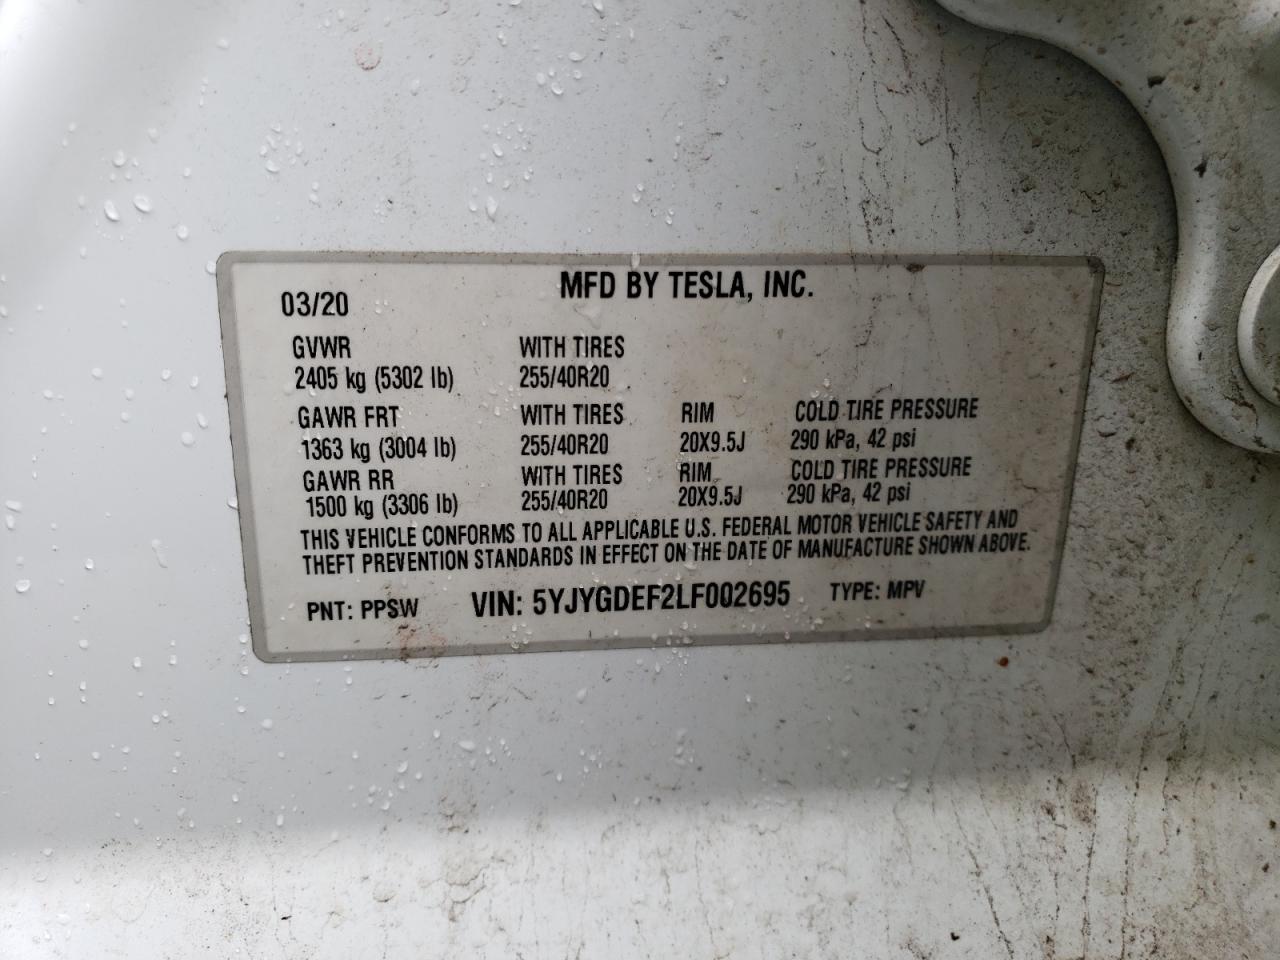 MFD BY TESLA, INC.
03/20
GVWR WITH TIRES
2405 kg (5302 lb) 255/40R20
GAWR FRT WITH TIRES RIM COLD TIRE PRESSURE
1363 kg (3004 lb) 255/40R20 20X9.5J 290 kPa, 42 psi
GAWR RR WITH TIRES RIM COLD TIRE PRESSURE
1500 kg (3306 lb) 255/40R20 20X9.5J 290 kPa, 42 psi
THIS VEHICLE CONFORMS TO ALL APPLICABLE U.S. FEDERAL MOTOR VEHICLE SAFETY AND
THEFT PREVENTION STANDARDS IN EFFECT ON THE DATE OF MANUFACTURE SHOWN ABOVE.
PNT: PPSW VIN: 5YJYGDEF2LF002695 TYPE: MPV